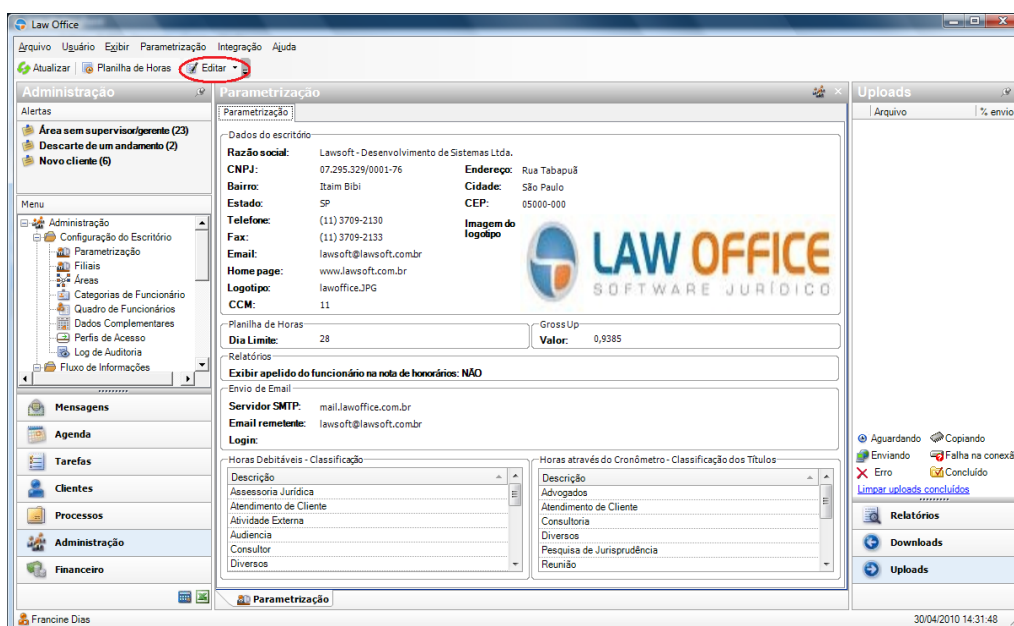 Law Office
Arquivo Usuário Exibir Parametrização Integração Ajuda
Atualizar Planilha de Horas Editar
Administração
Alertas
Área sem supervisor/gerente (23)
Descarte de um andamento (2)
Novo cliente (6)
Menu
Administração
Configuração do Escritório
Parametrização
Filiais
Áreas
Categorias de Funcionário
Quadro de Funcionários
Dados Complementares
Perfis de Acesso
Log de Auditoria
Fluxo de Informações
Mensagens
Agenda
Tarefas
Clientes
Processos
Administração
Financeiro
Parametrização
Parametrização
Dados do escritório
Razão social: Lawsoft - Desenvolvimento de Sistemas Ltda.
CNPJ: 07.295.329/0001-76 Endereço: Rua Tabapuã
Bairro: Itaim Bibi Cidade: São Paulo
Estado: SP CEP: 05000-000
Telefone: (11) 3709-2130 Imagem do logotipo
Fax: (11) 3709-2133
Email: lawsoft@lawsoft.com.br
Home page: www.lawsoft.com.br
Logotipo: lawoffice.JPG
CCM: 11
LAW OFFICE
SOFTWARE JURÍDICO
Planilha de Horas
Dia Limite: 28
Gross Up
Valor: 0,9385
Relatórios
Exibir apelido do funcionário na nota de honorários: NÃO
Envio de Email
Servidor SMTP: mail.lawoffice.com.br
Email remetente: lawsoft@lawsoft.com.br
Login:
Horas Debitáveis - Classificação
Descrição
Assessoria Jurídica
Atendimento de Cliente
Atividade Externa
Audiencia
Consultor
Diversos
Horas através do Cronômetro - Classificação dos Títulos
Descrição
Advogados
Atendimento de Cliente
Consultoria
Diversos
Pesquisa de Jurisprudência
Reunião
Parametrização
Uploads
Arquivo % envio
Aguardando Copiando
Enviando Falha na conexã
Erro Concluído
Limpar uploads concluídos
Relatórios
Downloads
Uploads
Francine Dias 30/04/2010 14:31:48